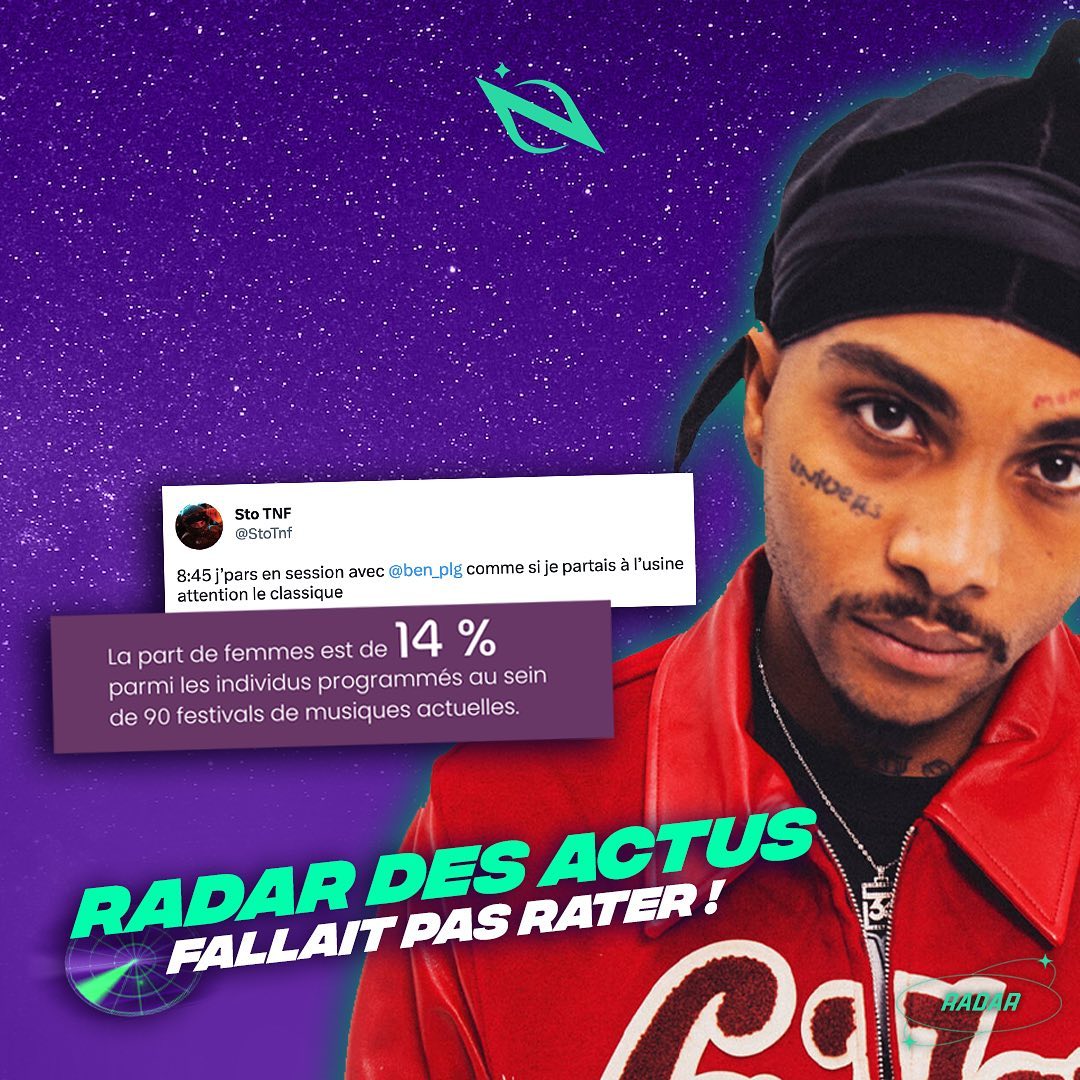 Sto TNF
@StoTnf
8:45 j'pars en session avec @ben_plg comme si je partais à l'usine
attention le classique
La part de femmes est de 14 %
parmi les individus programmés au sein
de 90 festivals de musiques actuelles.
RADAR DES ACTUS
FALLAIT PAS RATER !
RADAR